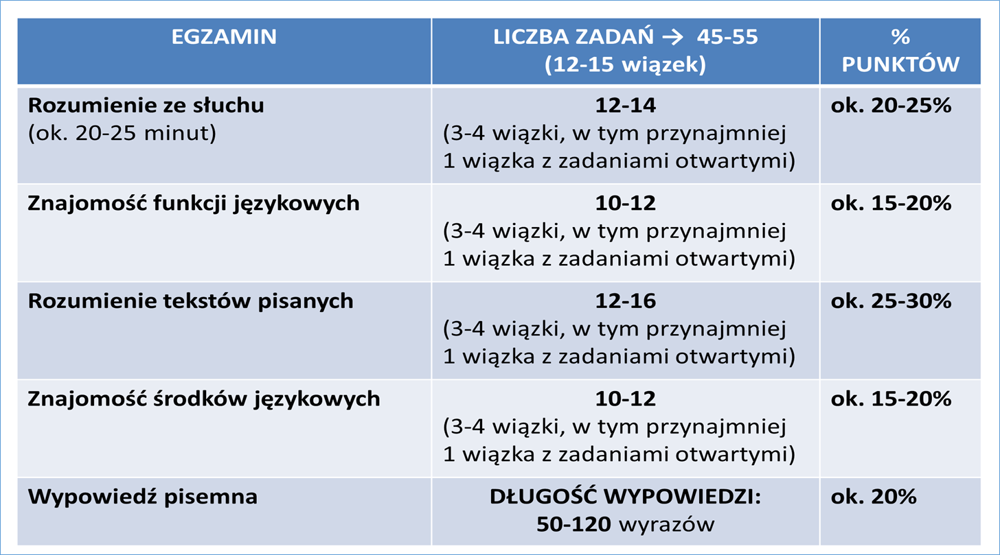 EGZAMIN
LICZBA ZADAŃ → 45-55
(12-15 wiązek)
%
PUNKTÓW
Rozumienie ze słuchu
(ok. 20-25 minut)
12-14
(3-4 wiązki, w tym przynajmniej
1 wiązka z zadaniami otwartymi)
ok. 20-25%
Znajomość funkcji językowych
10-12
(3-4 wiązki, w tym przynajmniej
1 wiązka z zadaniami otwartymi)
ok. 15-20%
Rozumienie tekstów pisanych
12-16
(3-4 wiązki, w tym przynajmniej
1 wiązka z zadaniami otwartymi)
ok. 25-30%
Znajomość środków językowych
10-12
(3-4 wiązki, w tym przynajmniej
1 wiązka z zadaniami otwartymi)
ok. 15-20%
Wypowiedź pisemna
DŁUGOŚĆ WYPOWIEDZI:
50-120 wyrazów
ok. 20%